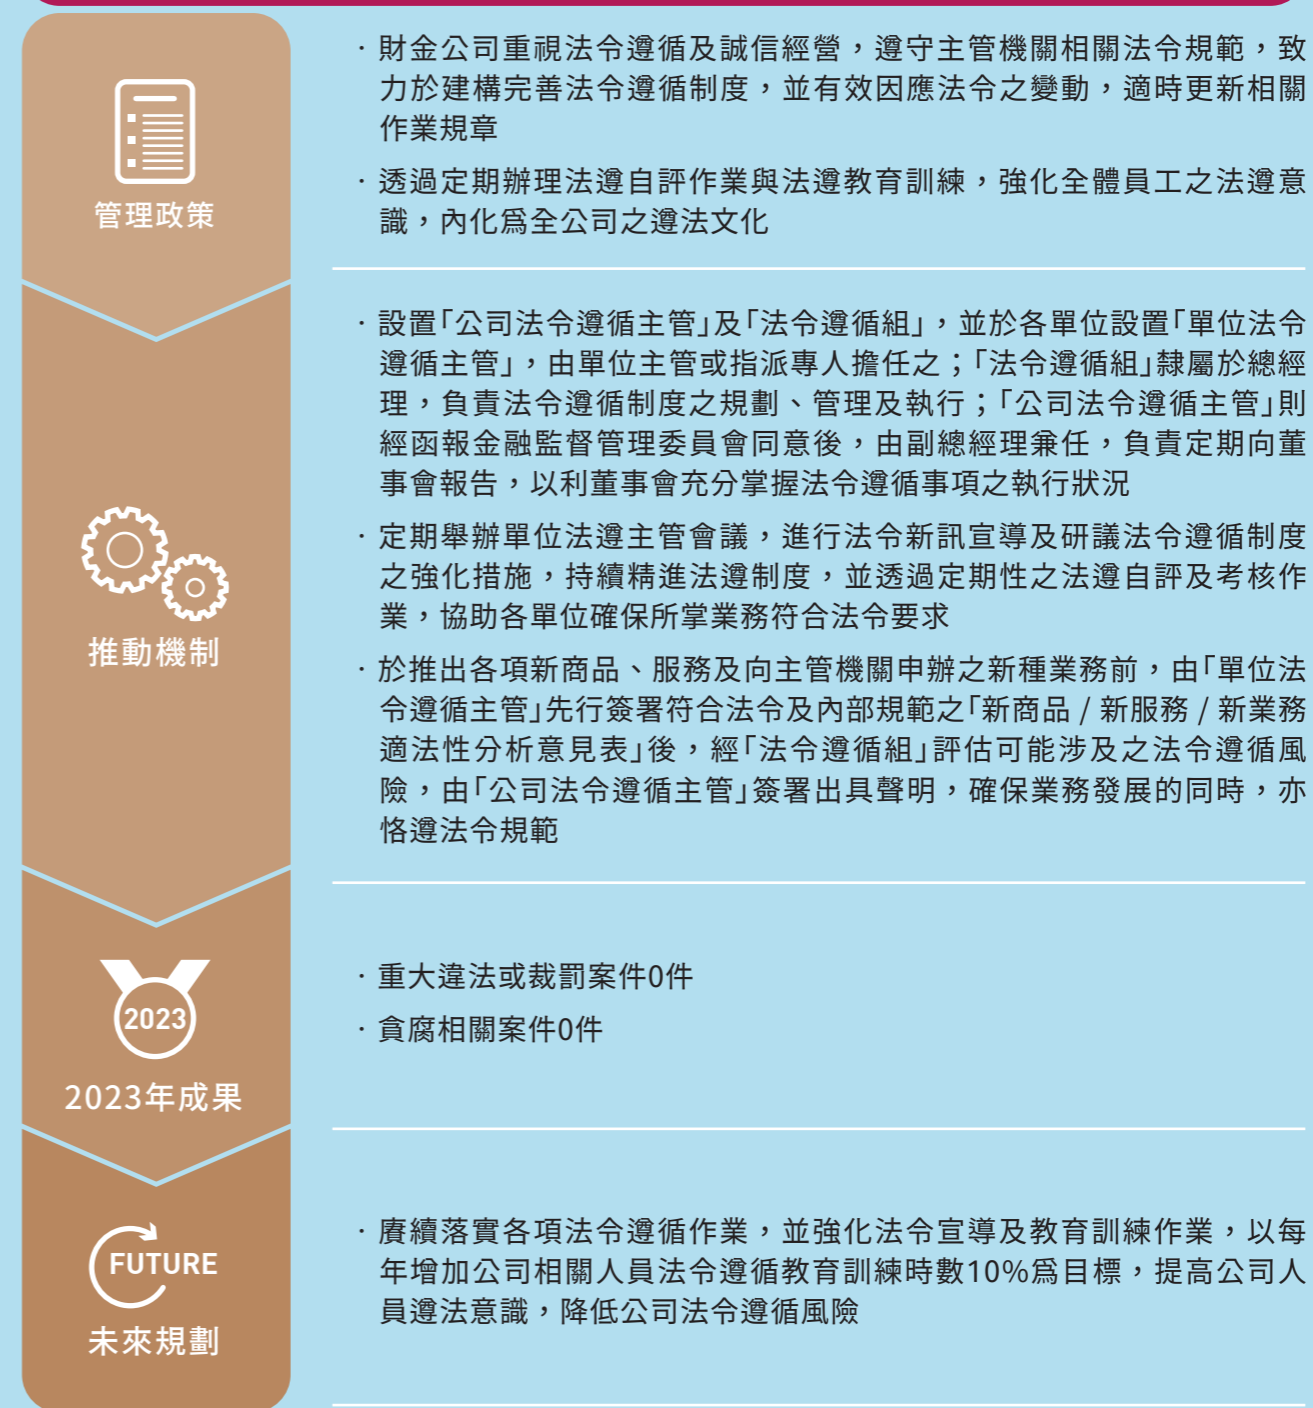 ·財金公司重視法令遵循及誠信經營，遵守主管機關相關法令規範，致
力於建構完善法令遵循制度，並有效因應法令之變動，適時更新相關
作業規章
·透過定期辦理法遵自評作業與法遵教育訓練，強化全體員工之法遵意
識，內化爲全公司之遵法文化
管理政策
·設置「公司法令遵循主管」及「法令遵循組」，並於各單位設置「單位法令
遵循主管」，由單位主管或指派專人擔任之；「法令遵循組」隸屬於總經
理，負責法令遵循制度之規劃、管理及執行；「公司法令遵循主管」則
經函報金融監督管理委員會同意後，由副總經理兼任，負責定期向董
事會報告，以利董事會充分掌握法令遵循事項之執行狀況
·定期舉辦單位法遵主管會議，進行法令新訊宣導及研議法令遵循制度
之強化措施，持續精進法遵制度，並透過定期性之法遵自評及考核作
業，協助各單位確保所掌業務符合法令要求
·於推出各項新商品、服務及向主管機關申辦之新種業務前，由「單位法
令遵循主管」先行簽署符合法令及內部規範之「新商品 / 新服務 / 新業務
適法性分析意見表」後，經「法令遵循組」評估可能涉及之法令遵循風
險，由「公司法令遵循主管」簽署出具聲明，確保業務發展的同時，亦
恪遵法令規範
推動機制
·重大違法或裁罰案件0件
·貪腐相關案件0件
2023
2023年成果
·賡續落實各項法令遵循作業，並強化法令宣導及教育訓練作業，以每
年增加公司相關人員法令遵循教育訓練時數10%爲目標，提高公司人
員遵法意識，降低公司法令遵循風險
FUTURE
未來規劃